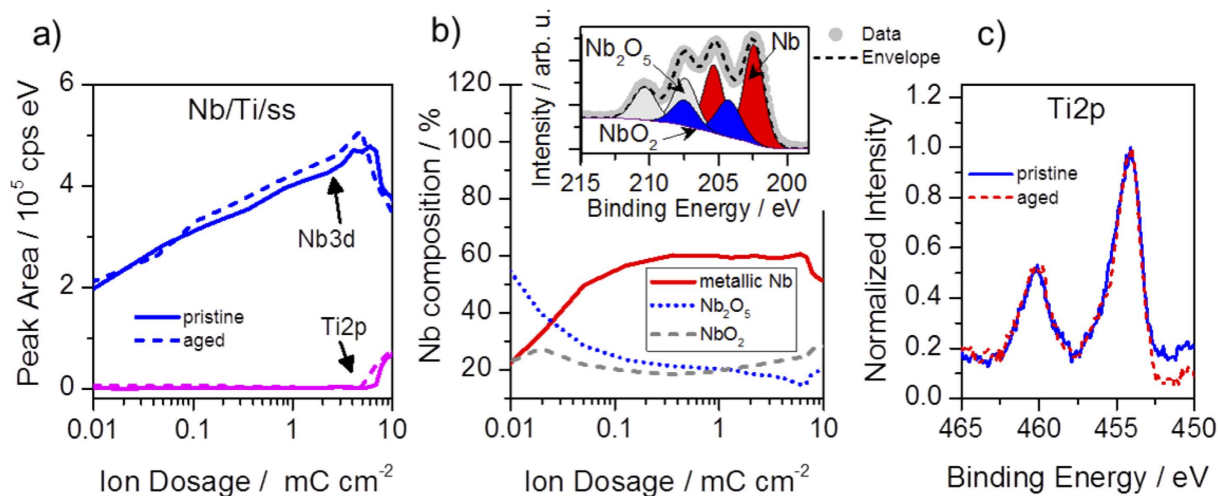 a)
Nb/Ti/ss
Peak Area / 10⁵ cps eV
6
4
2
0
Nb3d
Ti2p
pristine
aged
0.01 0.1 1 10
Ion Dosage / mC cm⁻²
b)
Nb composition / %
120
100
80
60
40
20
Intensity / arb. u.
Nb₂O₅
Nb
NbO₂
215 210 205 200
Binding Energy / eV
Data
Envelope
metallic Nb
Nb₂O₅
NbO₂
0.01 0.1 1 10
Ion Dosage / mC cm⁻²
c)
Ti2p
Normalized Intensity
1.2
1.0
0.8
0.6
0.4
0.2
0.0
pristine
aged
465 460 455 450
Binding Energy / eV